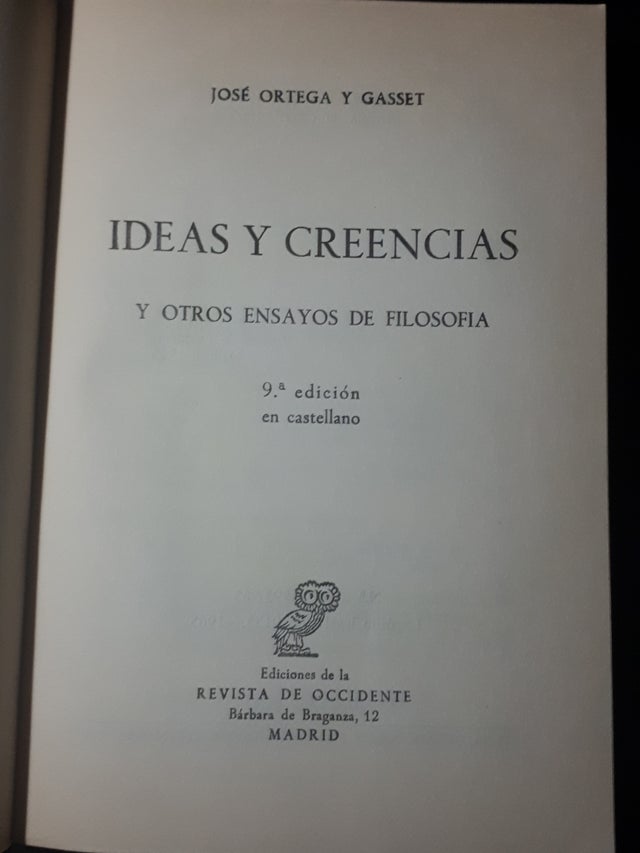 JOSÉ ORTEGA Y GASSET
IDEAS Y CREENCIAS
Y OTROS ENSAYOS DE FILOSOFIA
9.ª edición
en castellano
Ediciones de la
REVISTA DE OCCIDENTE
Bárbara de Braganza, 12
MADRID